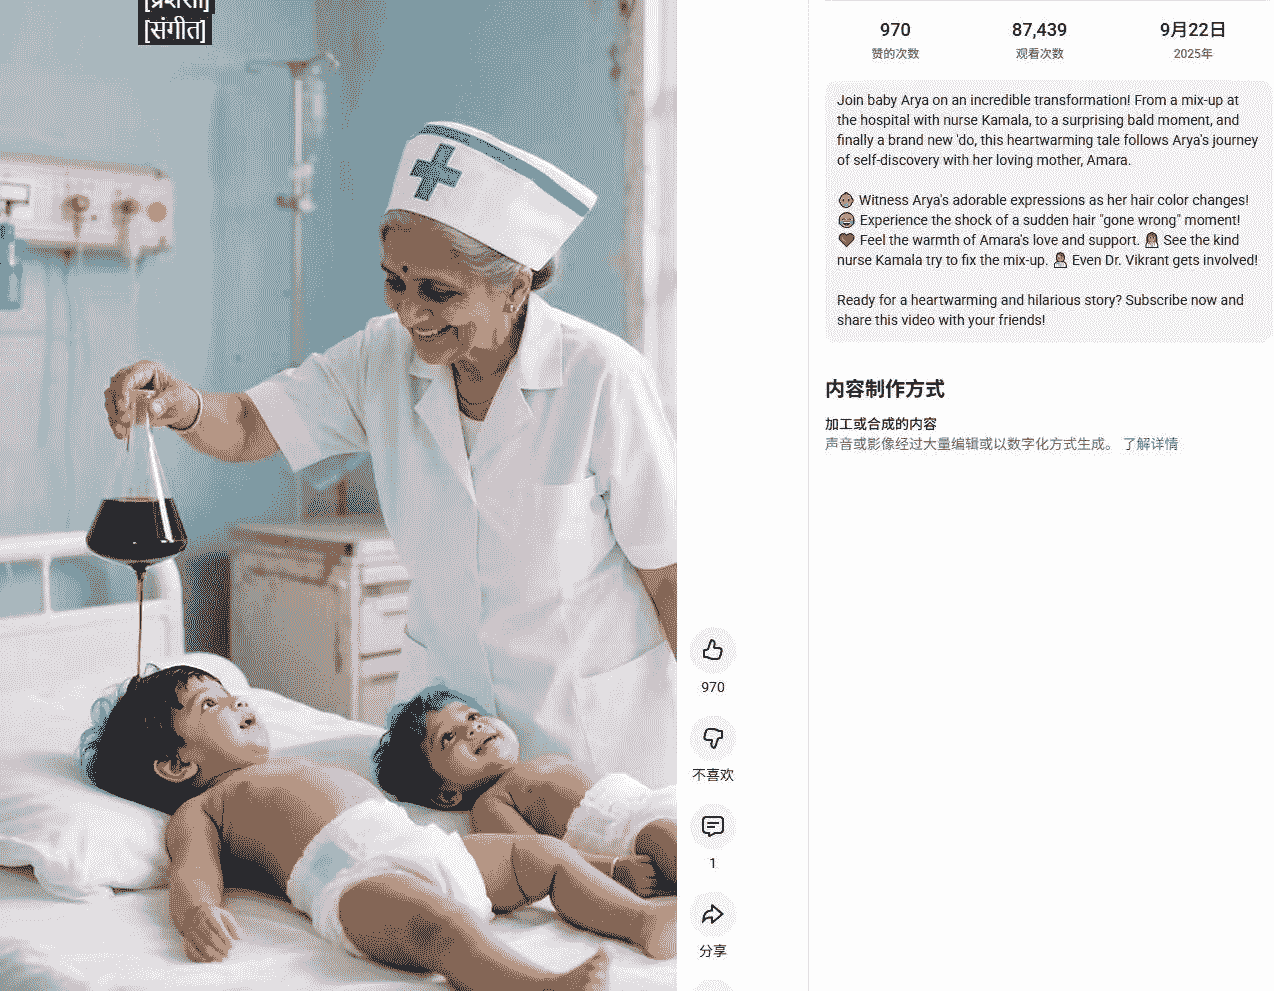 [प्रशंसा]
[संगीत]
970
不喜欢
1
分享
970
87,439
9月22日
赞的次数
观看次数
2025年
Join baby Arya on an incredible transformation! From a mix-up at
the hospital with nurse Kamala, to a surprising bald moment, and
finally a brand new 'do, this heartwarming tale follows Arya's journey
of self-discovery with her loving mother, Amara.
👶 Witness Arya's adorable expressions as her hair color changes!
😂 Experience the shock of a sudden hair "gone wrong" moment!
❤️ Feel the warmth of Amara's love and support. 👩‍⚕️ See the kind
nurse Kamala try to fix the mix-up. 👩‍⚕️ Even Dr. Vikrant gets involved!
Ready for a heartwarming and hilarious story? Subscribe now and
share this video with your friends!
内容制作方式
加工或合成的内容
声音或影像经过大量编辑或以数字化方式生成。 了解详情